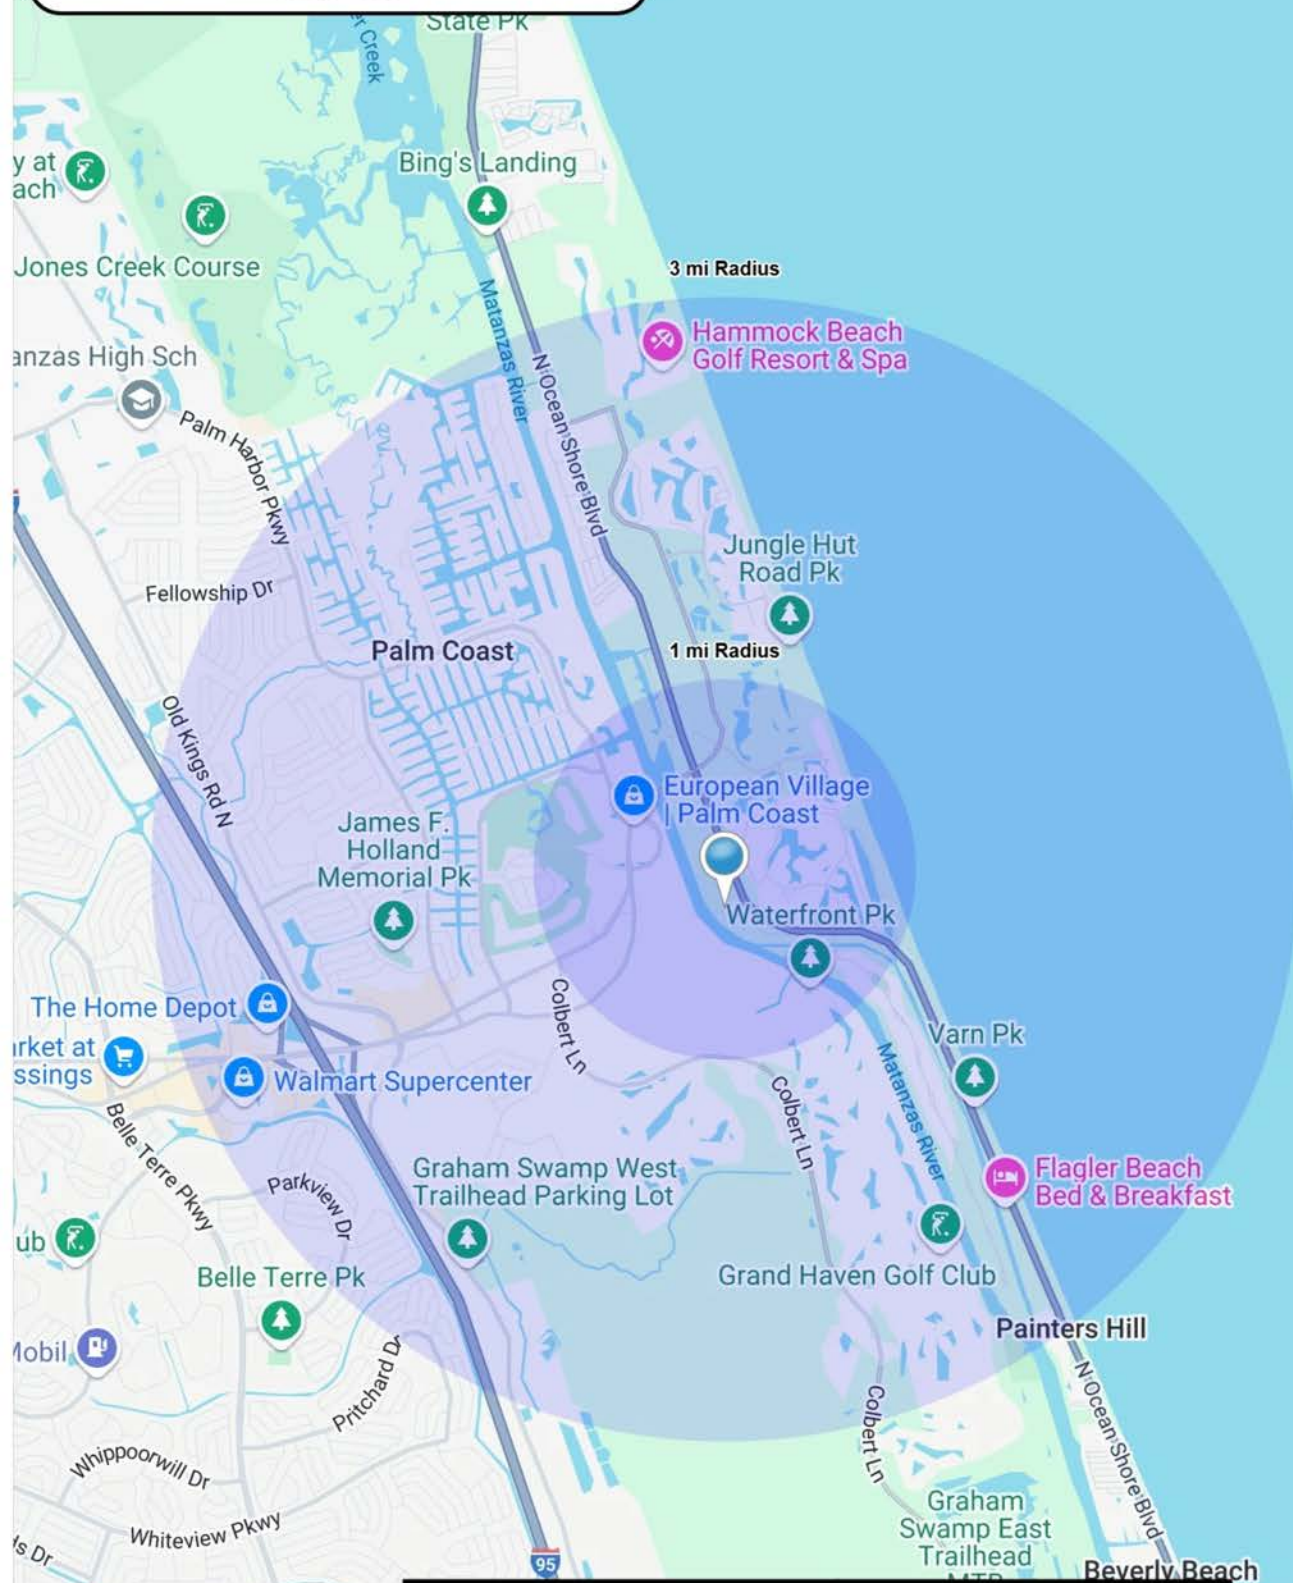 State Pk
er Creek
Bing's Landing
y at
ach
Jones Creek Course
3 mi Radius
Matanzas River
Hammock Beach
Golf Resort & Spa
anzas High Sch
N Ocean Shore Blvd
Palm Harbor Pkwy
Jungle Hut
Road Pk
Fellowship Dr
Palm Coast
1 mi Radius
Old Kings Rd N
European Village
| Palm Coast
James F.
Holland
Memorial Pk
Waterfront Pk
The Home Depot
Colbert Ln
Varn Pk
rket at
ssings
Walmart Supercenter
Matanzas River
Colbert Ln
Belle Terre Pkwy
Graham Swamp West
Trailhead Parking Lot
Flagler Beach
Bed & Breakfast
Parkview Dr
ub
Belle Terre Pk
Grand Haven Golf Club
Painters Hill
Mobil
Pritchard Dr
N Ocean Shore Blvd
Colbert Ln
Whippoorwill Dr
Whiteview Pkwy
Graham
Swamp East
Trailhead
MTB
ls Dr
95
Beverly Beach